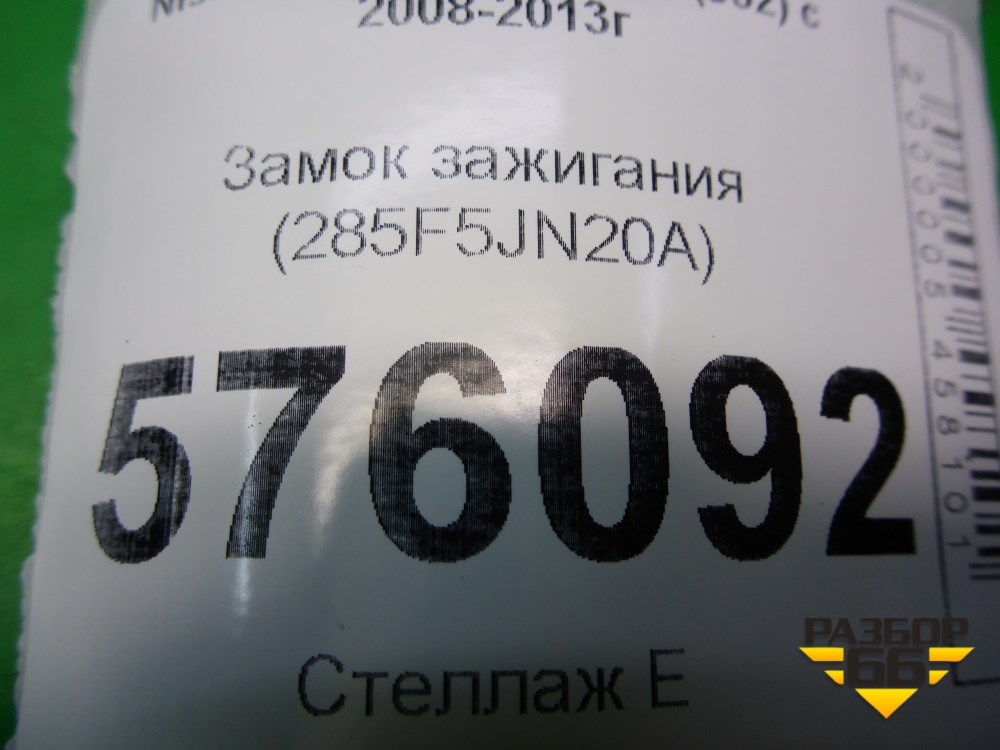 2008-2013г
Замок зажигания
(285F5JN20A)
576092
Стеллаж Е
РАЗБОР
66